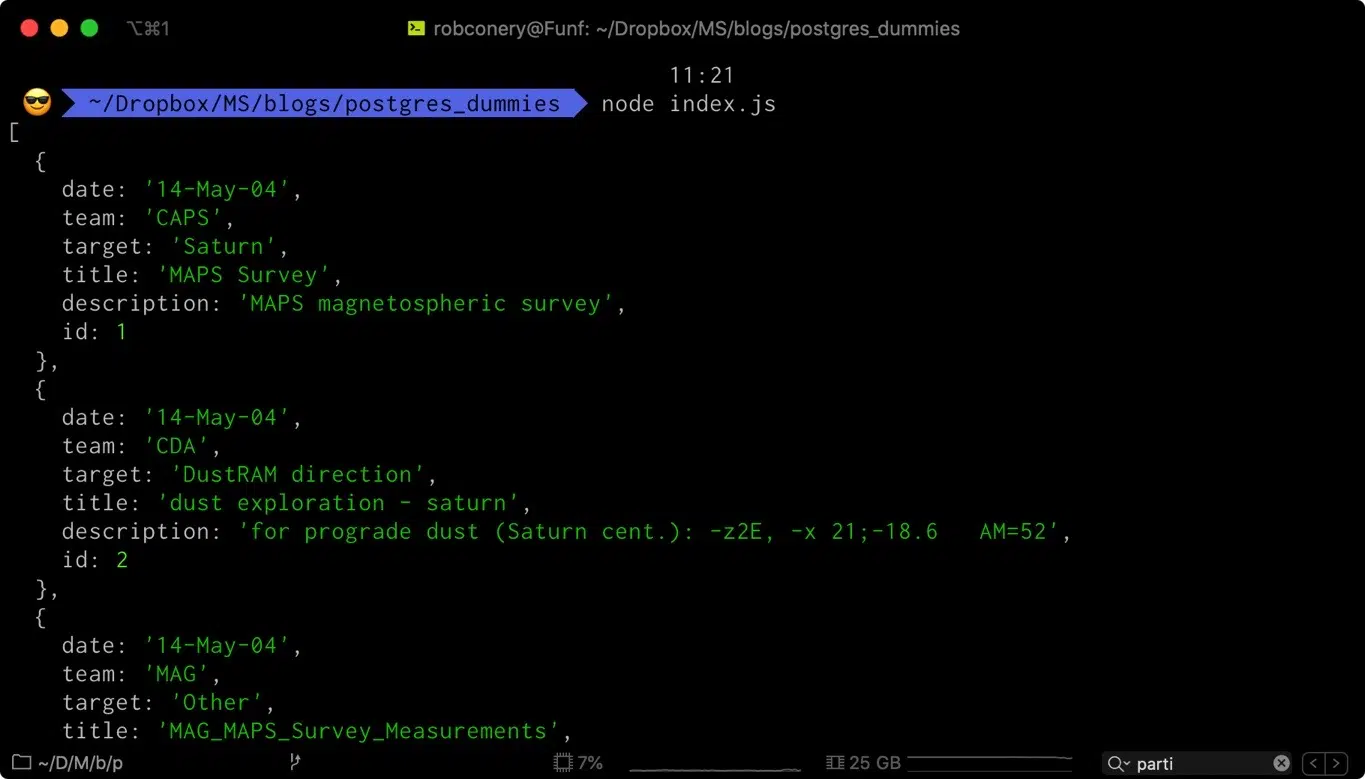 ⌥⌘1
robconery@Funf: ~/Dropbox/MS/blogs/postgres_dummies
11:21
~/Dropbox/MS/blogs/postgres_dummies node index.js
[
{
date: '14-May-04',
team: 'CAPS',
target: 'Saturn',
title: 'MAPS Survey',
description: 'MAPS magnetospheric survey',
id: 1
},
{
date: '14-May-04',
team: 'CDA',
target: 'DustRAM direction',
title: 'dust exploration - saturn',
description: 'for prograde dust (Saturn cent.): -z2E, -x 21;-18.6   AM=52',
id: 2
},
{
date: '14-May-04',
team: 'MAG',
target: 'Other',
title: 'MAG_MAPS_Survey_Measurements',
~/D/M/b/p 7% 25 GB parti